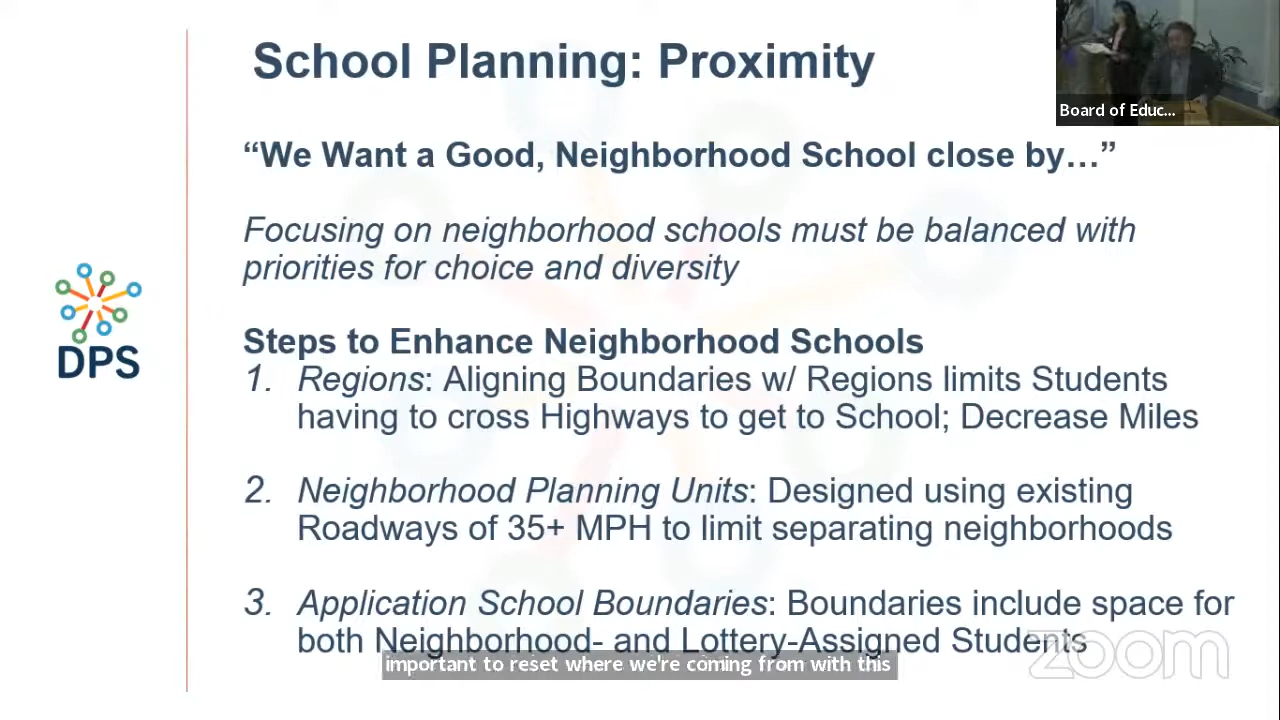 School Planning: Proximity
Board of Educ...
“We Want a Good, Neighborhood School close by…”
Focusing on neighborhood schools must be balanced with
priorities for choice and diversity
DPS
Steps to Enhance Neighborhood Schools
1. Regions: Aligning Boundaries w/ Regions limits Students
having to cross Highways to get to School; Decrease Miles
2. Neighborhood Planning Units: Designed using existing
Roadways of 35+ MPH to limit separating neighborhoods
3. Application School Boundaries: Boundaries include space for
both Neighborhood- and Lottery-Assigned Students
important to reset where we're coming from with this
zoom